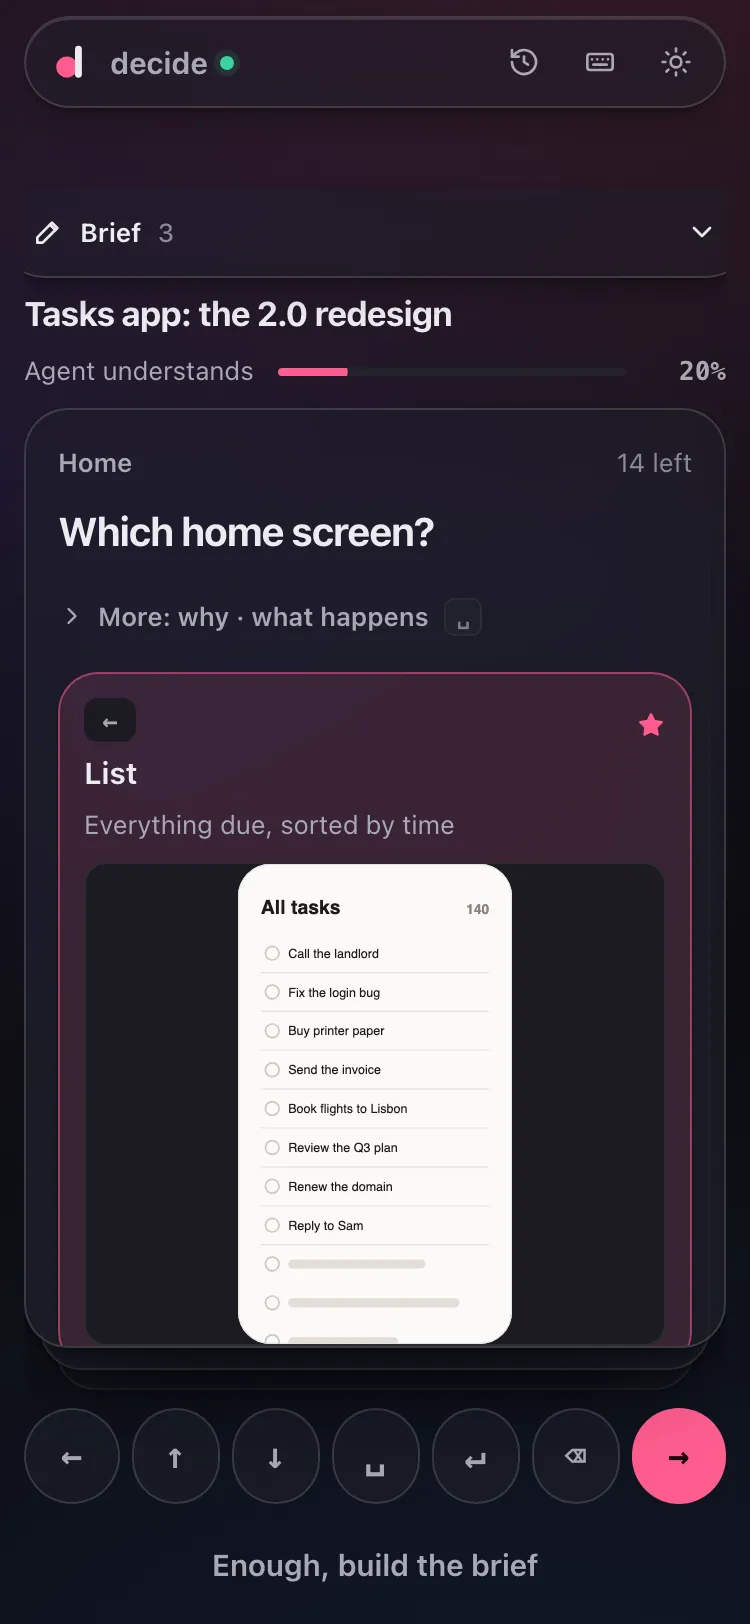 decide
Brief 3
Tasks app: the 2.0 redesign
Agent understands 20%
Home 14 left
Which home screen?
More: why · what happens ␣
←
List
Everything due, sorted by time
All tasks 140
Call the landlord
Fix the login bug
Buy printer paper
Send the invoice
Book flights to Lisbon
Review the Q3 plan
Renew the domain
Reply to Sam
← ↑ ↓ ␣ ↵ ⌫ →
Enough, build the brief